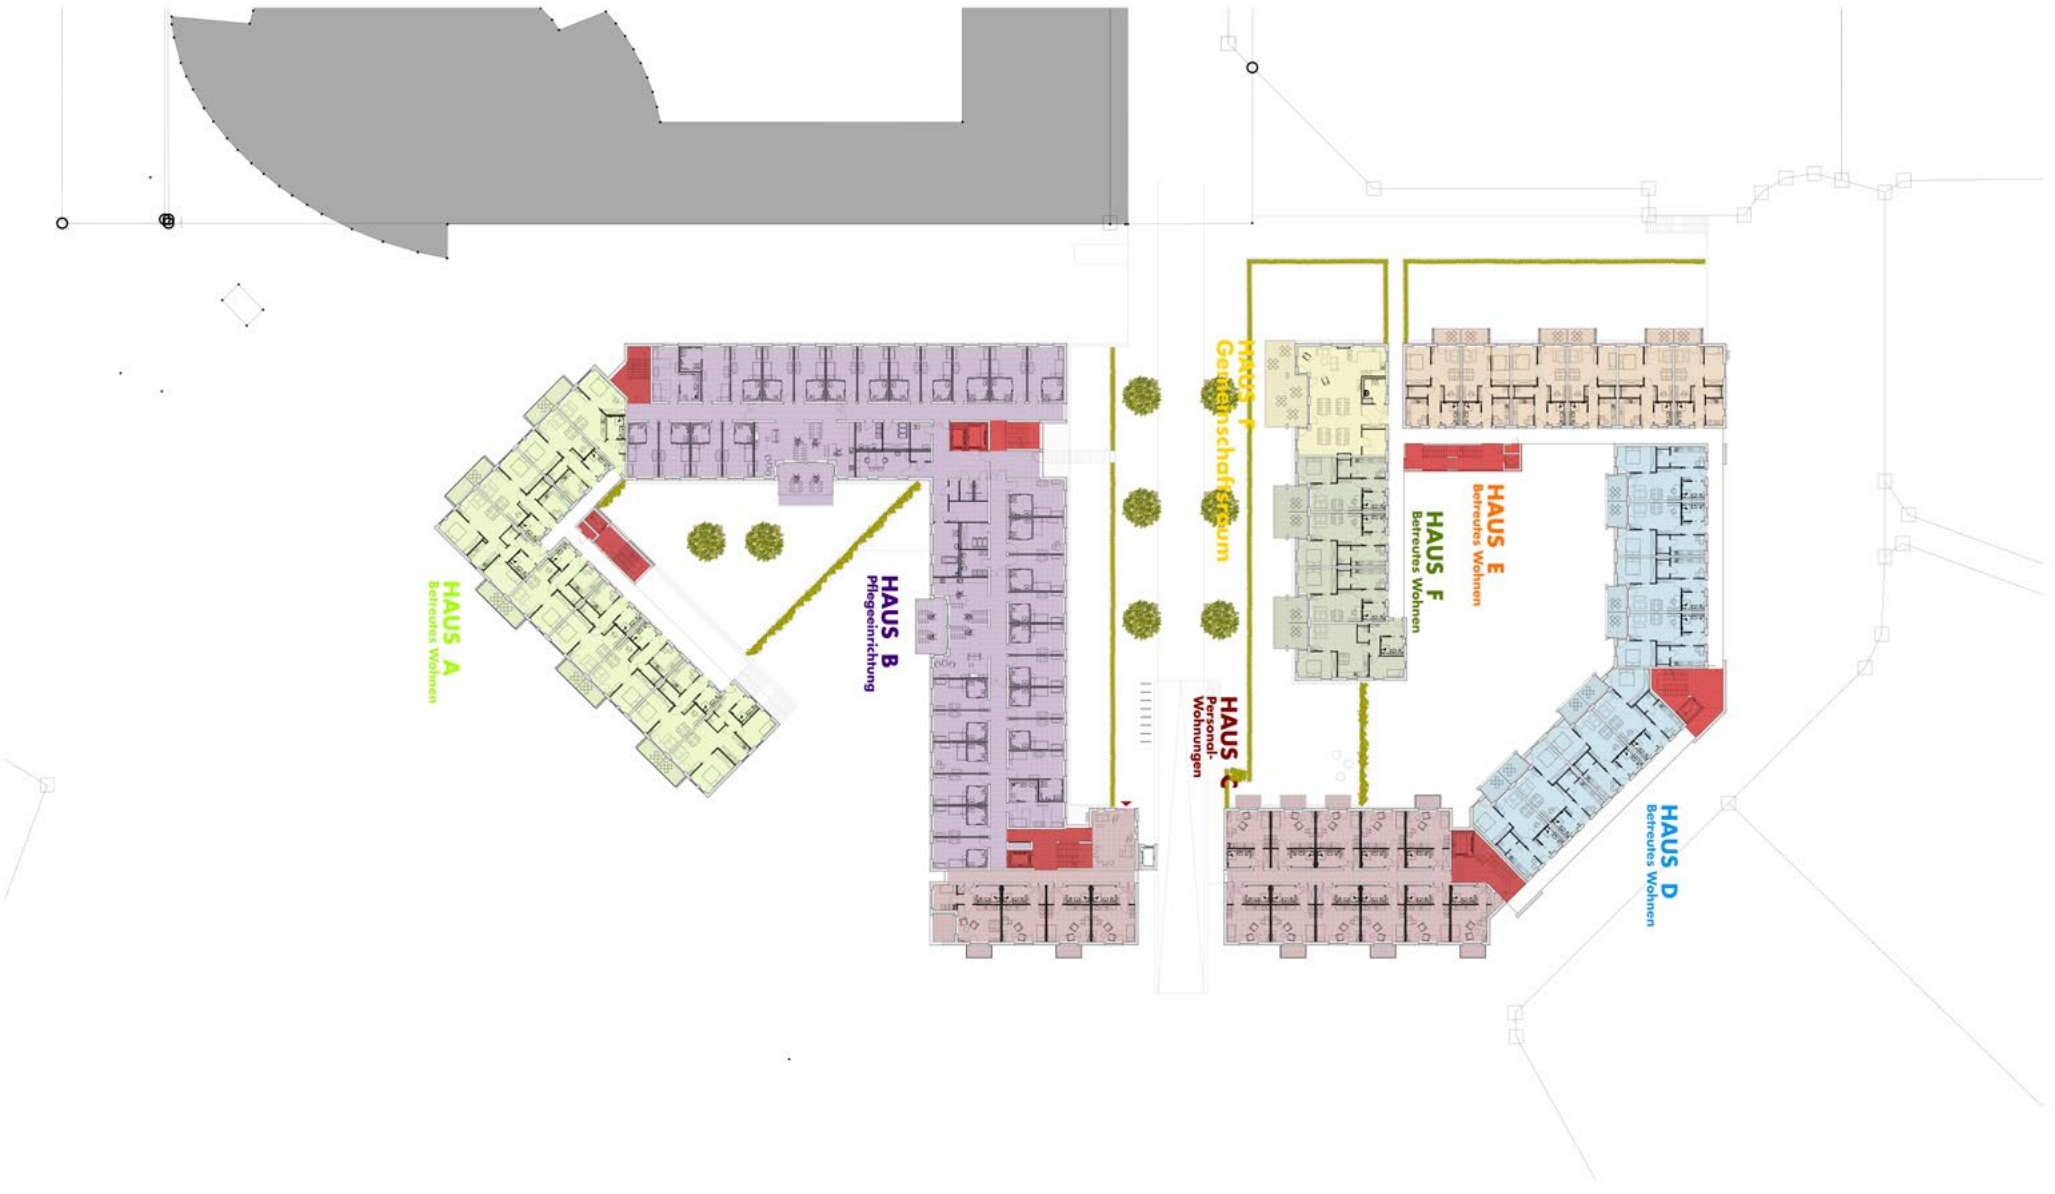 HAUS A
Betreutes Wohnen
HAUS B
Pflegeeinrichtung
HAUS C
Personal-
Wohnungen
HAUS F
Gemeinschaftsraum
HAUS F
Betreutes Wohnen
HAUS E
Betreutes Wohnen
HAUS D
Betreutes Wohnen